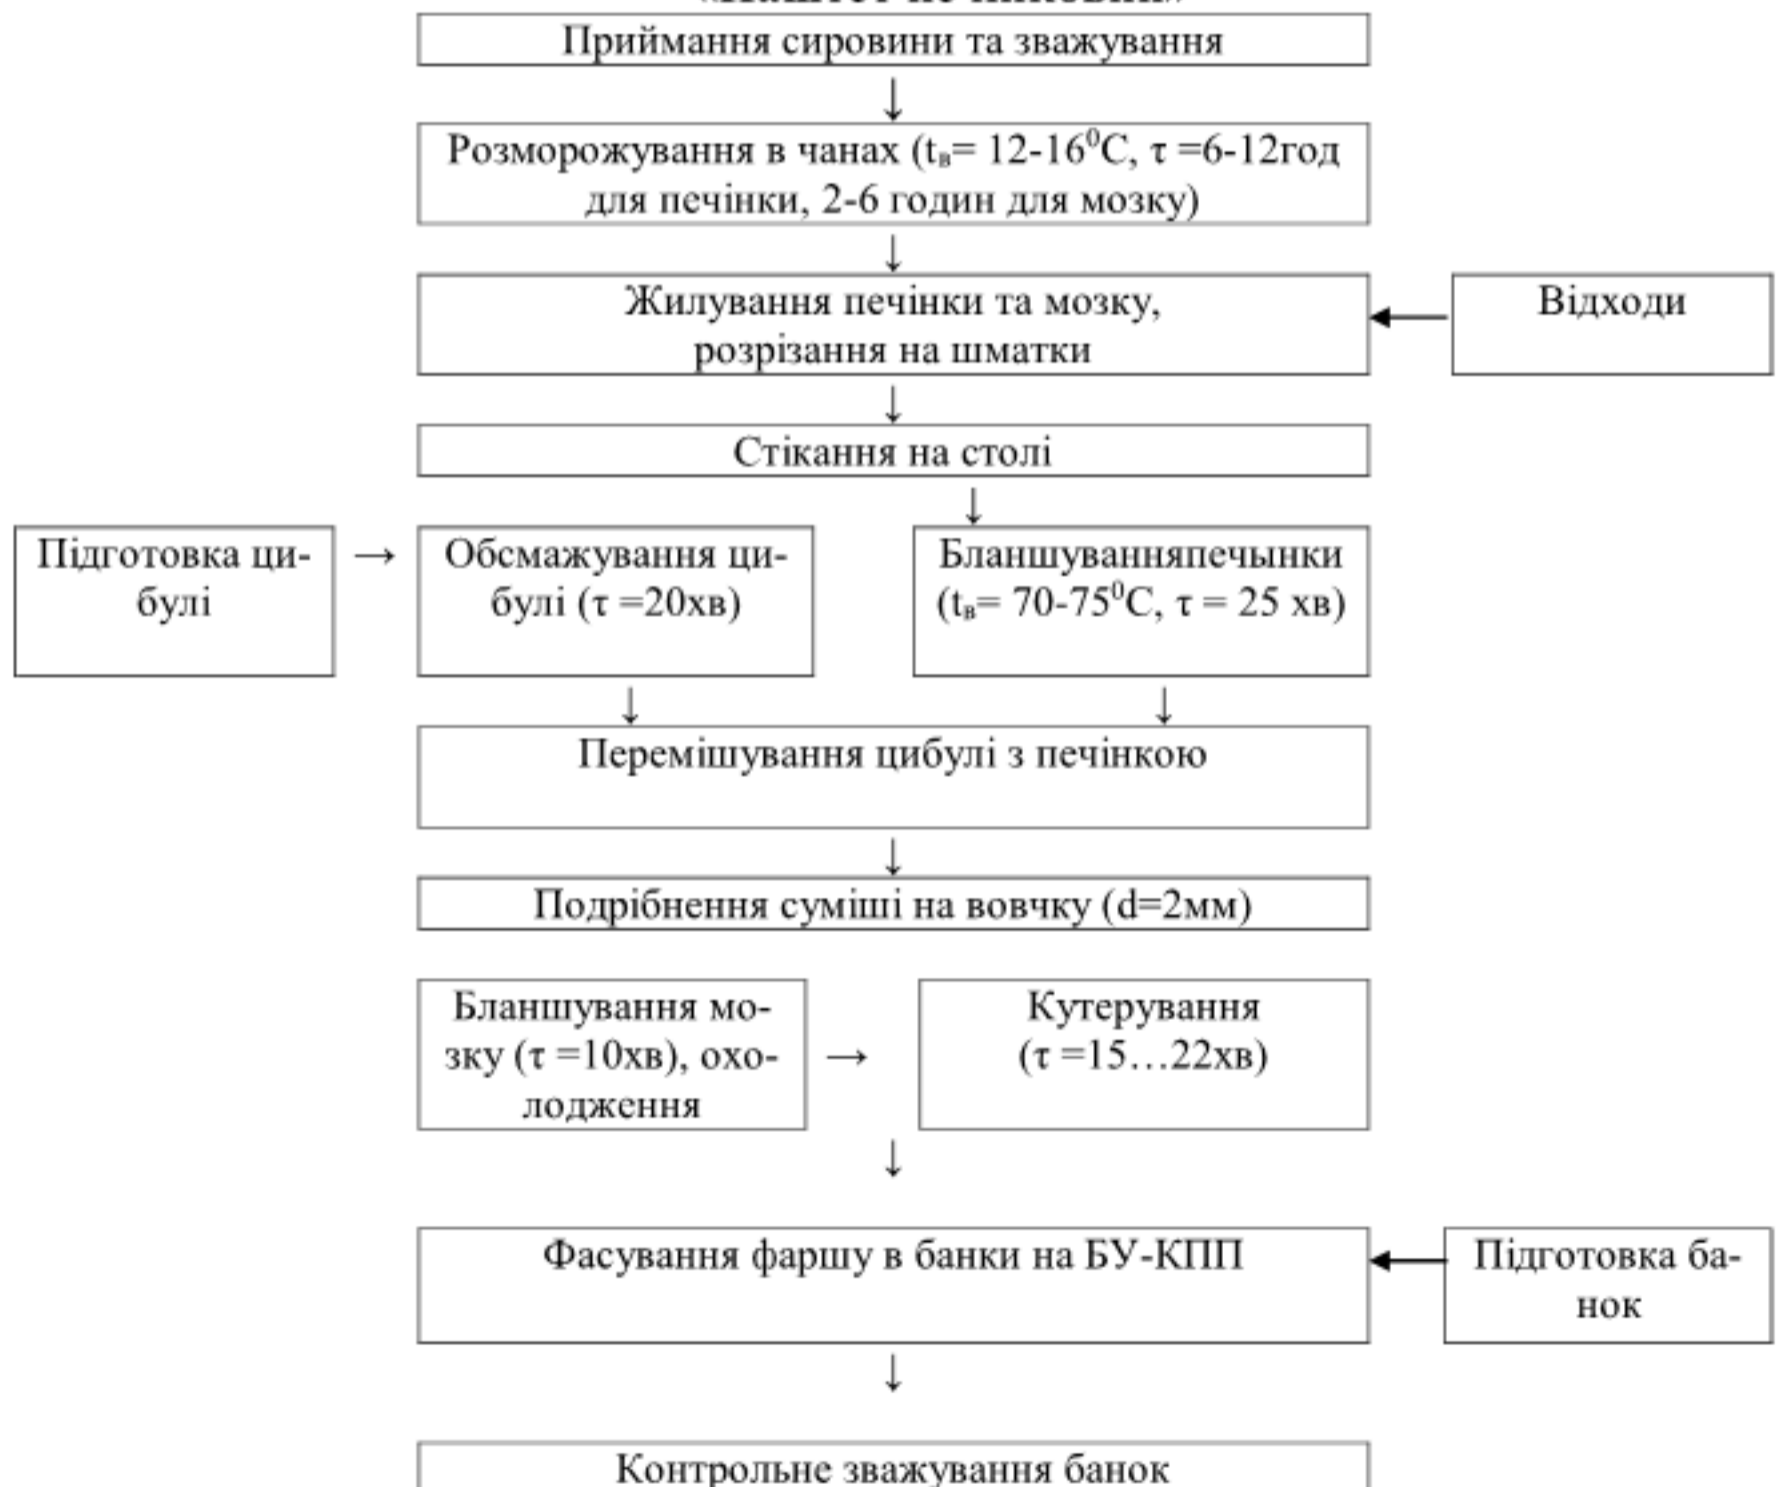 Приймання сировини та зважування
↓
Розморожування в чанах (tв= 12-16⁰С, τ =6-12год
для печінки, 2-6 годин для мозку)
↓
Жилування печінки та мозку,
розрізання на шматки
Відходи
↓
Стікання на столі
↓
Підготовка ци-
булі
→
Обсмажування ци-
булі (τ =20хв)
Бланшуванняпечынки
(tв= 70-75⁰С, τ = 25 хв)
↓ ↓
Перемішування цибулі з печінкою
↓
Подрібнення суміші на вовчку (d=2мм)
Бланшування мо-
зку (τ =10хв), охо-
лодження
→
Кутерування
(τ =15…22хв)
↓
Фасування фаршу в банки на БУ-КПП
Підготовка ба-
нок
↓
Контрольне зважування банок